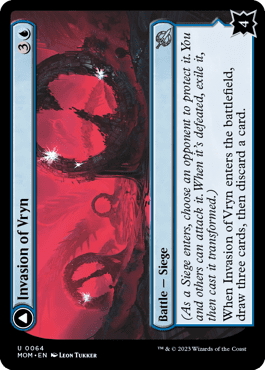 Invasion of Vryn
3
Battle — Siege
(As a Siege enters, choose an opponent to protect it. You
and others can attack it. When it's defeated, exile it,
then cast it transformed.)
When Invasion of Vryn enters the battlefield,
draw three cards, then discard a card.
4
U 0064
MOM • EN LEON TUKKER
™ & © 2023 Wizards of the Coast